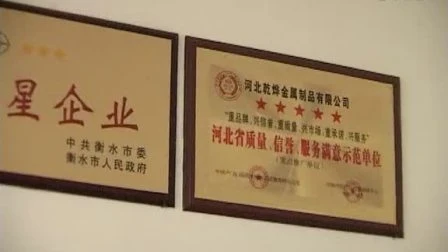 星企业
中共衡水市委
衡水市人民政府
河北乾烨金属制品有限公司
★★★★★
"重品牌、兴信誉、重质量、兴市场、重承诺、兴服务"
河北省质量、信誉、服务满意示范单位